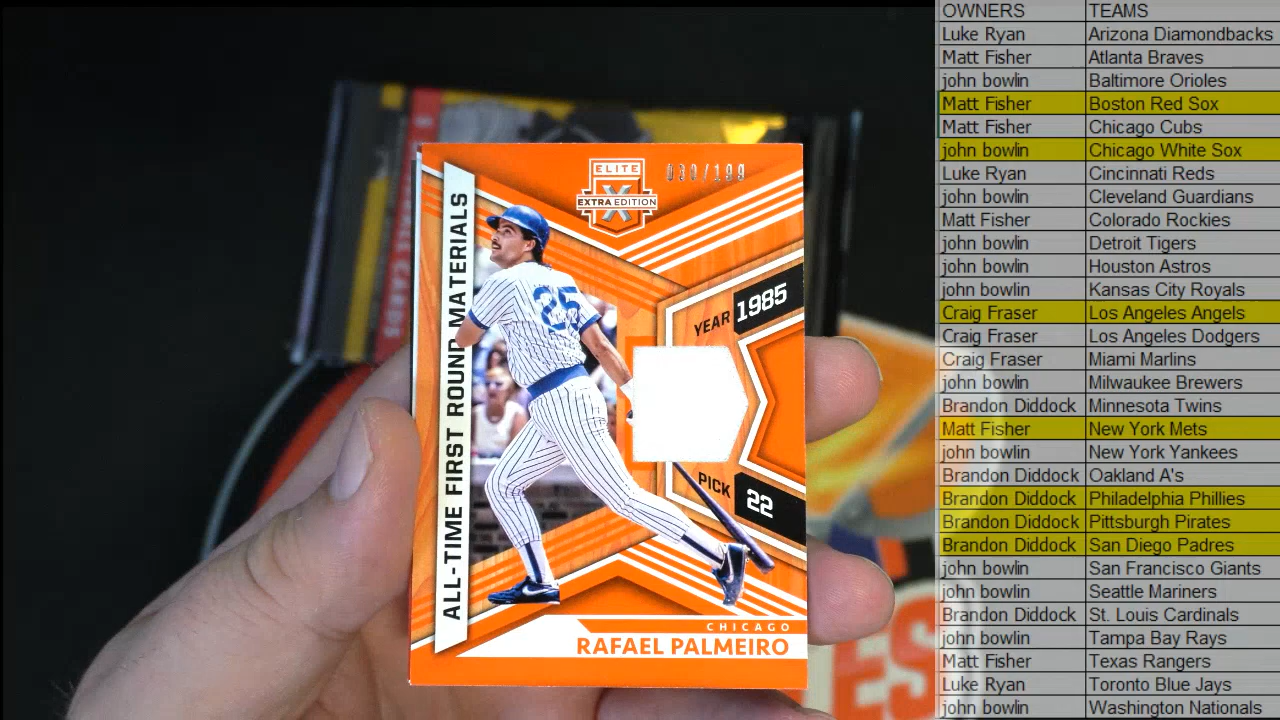 ELITE
X
EXTRA EDITION
ALL-TIME FIRST ROUND MATERIALS
25
YEAR 1985
PICK 22
CHICAGO
RAFAEL PALMEIRO
OWNERS TEAMS
Luke Ryan Arizona Diamondbacks
Matt Fisher Atlanta Braves
john bowlin Baltimore Orioles
Matt Fisher Boston Red Sox
Matt Fisher Chicago Cubs
john bowlin Chicago White Sox
Luke Ryan Cincinnati Reds
john bowlin Cleveland Guardians
Matt Fisher Colorado Rockies
john bowlin Detroit Tigers
john bowlin Houston Astros
john bowlin Kansas City Royals
Craig Fraser Los Angeles Angels
Craig Fraser Los Angeles Dodgers
Craig Fraser Miami Marlins
john bowlin Milwaukee Brewers
Brandon Diddock Minnesota Twins
Matt Fisher New York Mets
john bowlin New York Yankees
Brandon Diddock Oakland A's
Brandon Diddock Philadelphia Phillies
Brandon Diddock Pittsburgh Pirates
Brandon Diddock San Diego Padres
john bowlin San Francisco Giants
john bowlin Seattle Mariners
Brandon Diddock St. Louis Cardinals
john bowlin Tampa Bay Rays
Matt Fisher Texas Rangers
Luke Ryan Toronto Blue Jays
john bowlin Washington Nationals